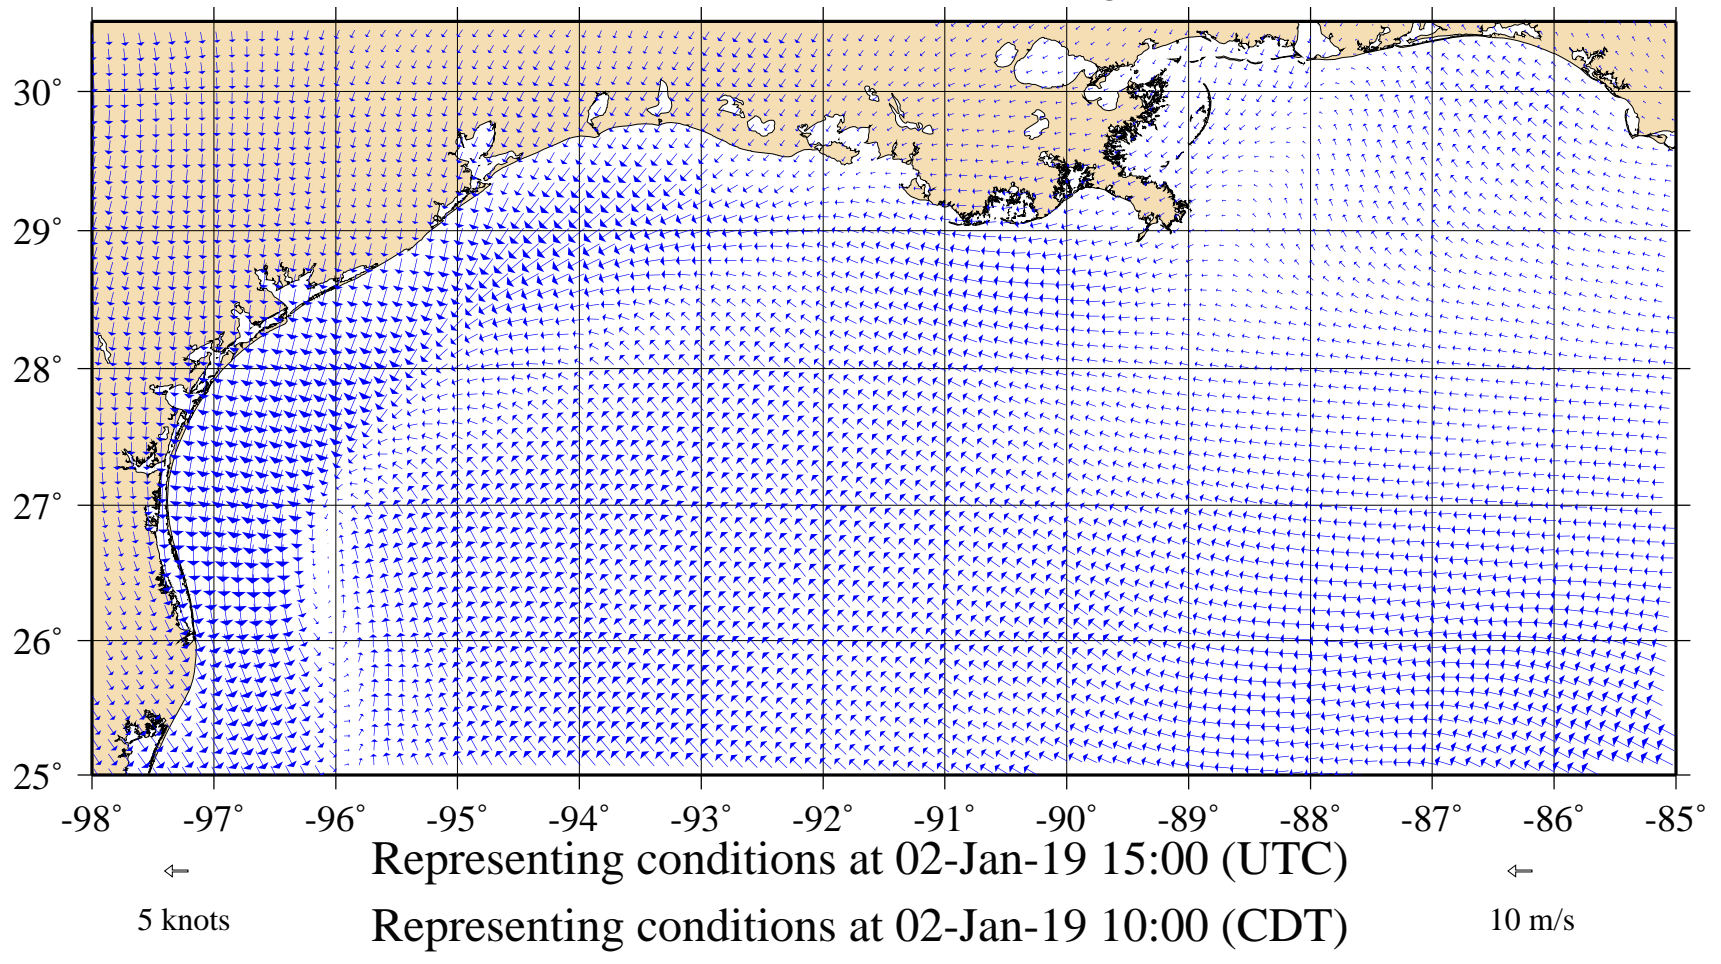 30°
29°
28°
27°
26°
25°
-98° -97° -96° -95° -94° -93° -92° -91° -90° -89° -88° -87° -86° -85°
Representing conditions at 02-Jan-19 15:00 (UTC)
5 knots
Representing conditions at 02-Jan-19 10:00 (CDT)
10 m/s